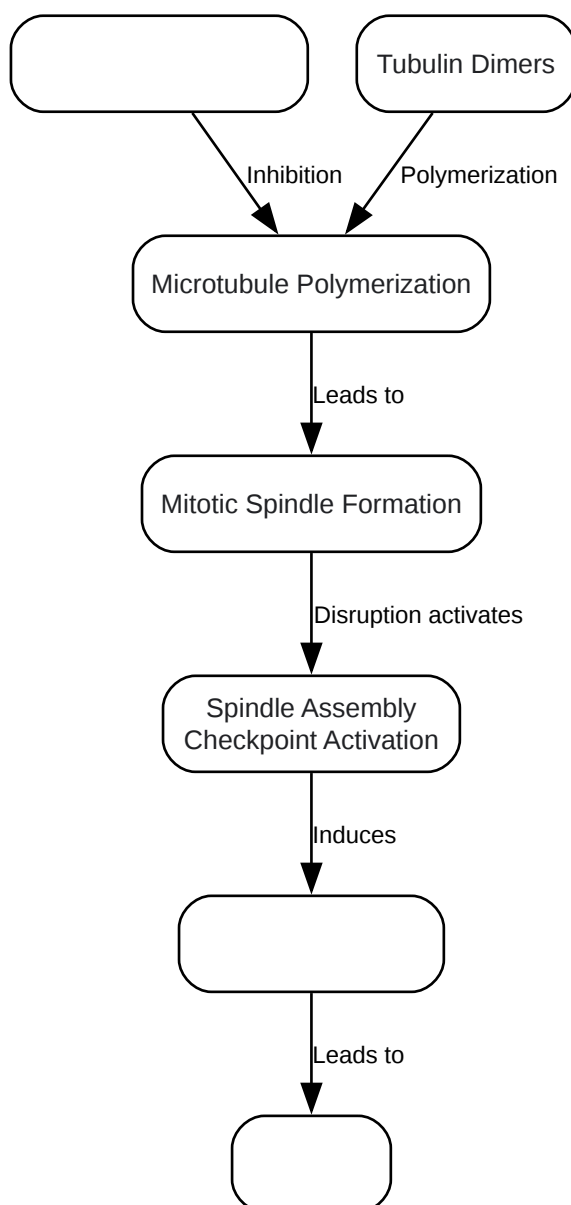 Tubulin Dimers
Inhibition
Polymerization
Microtubule Polymerization
Leads to
Mitotic Spindle Formation
Disruption activates
Spindle Assembly
Checkpoint Activation
Induces
Leads to